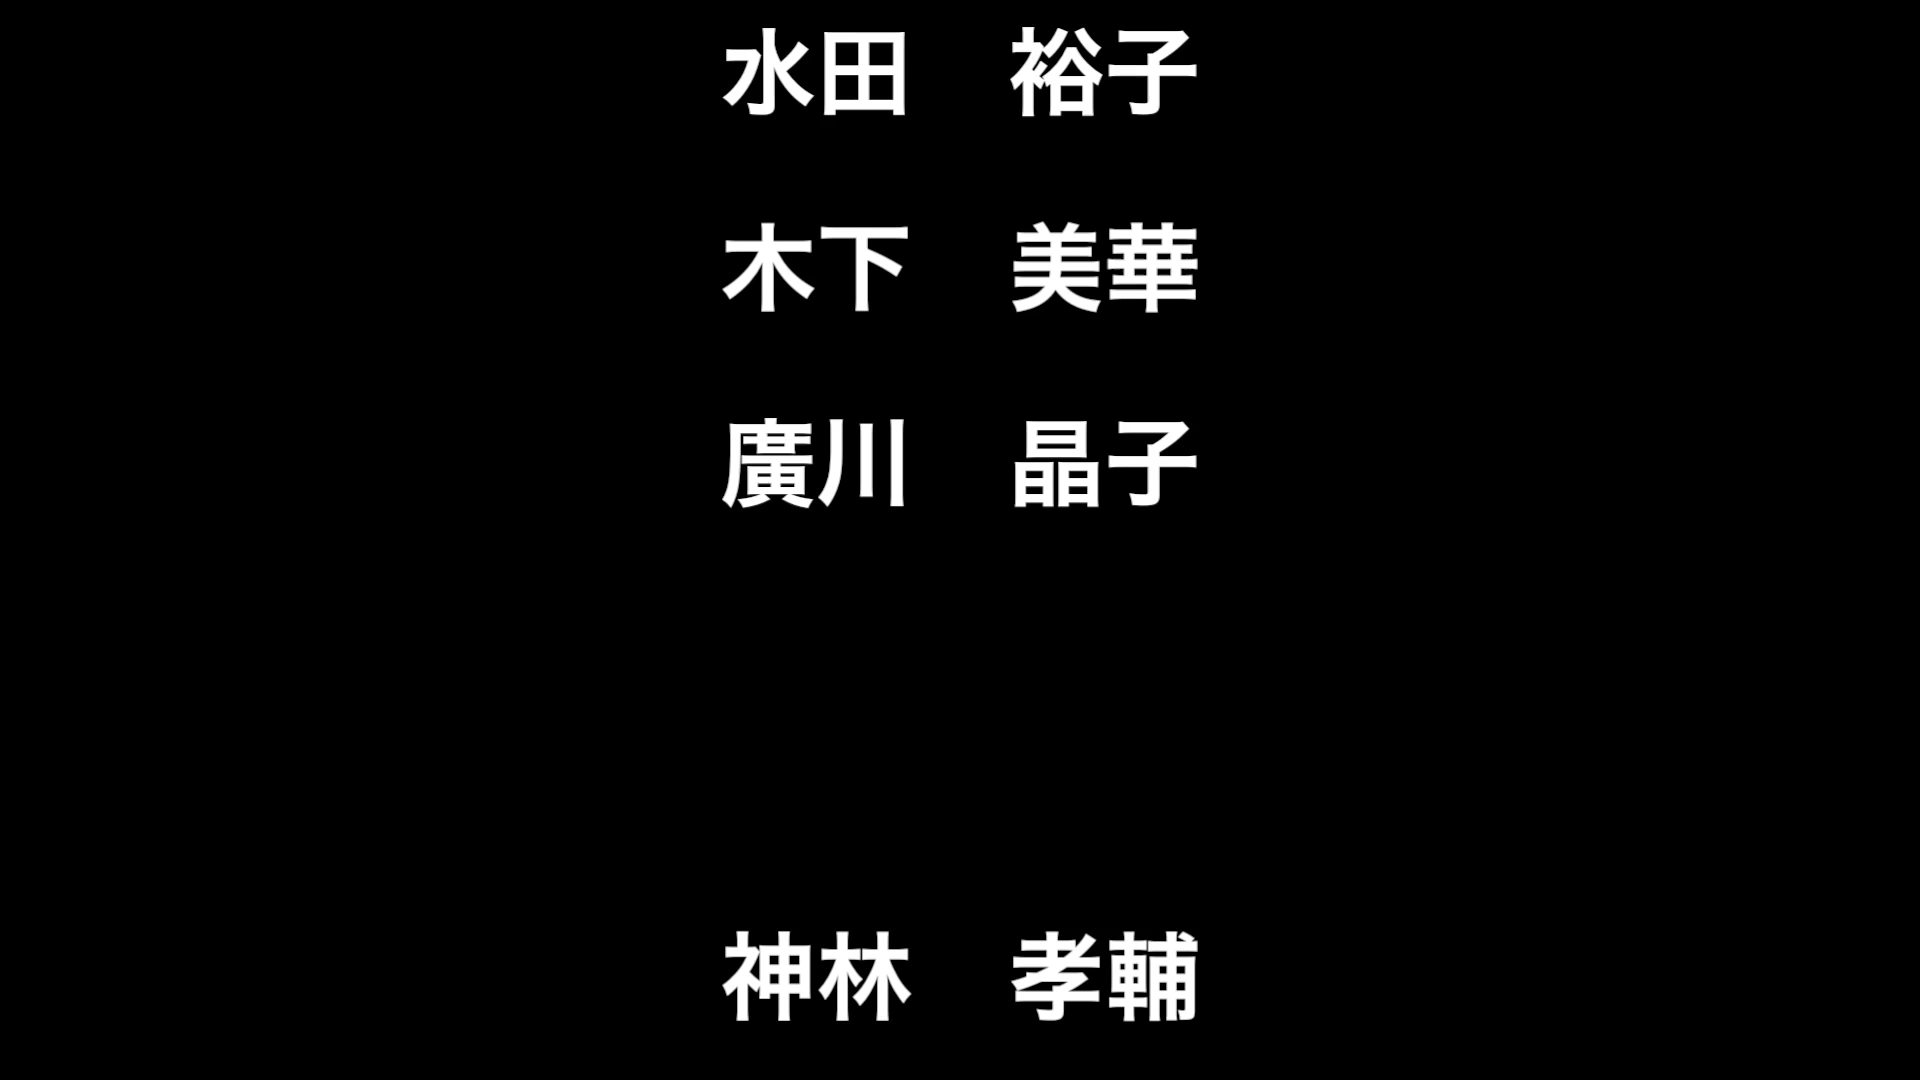 水田　裕子
木下　美華
廣川　晶子
神林　孝輔